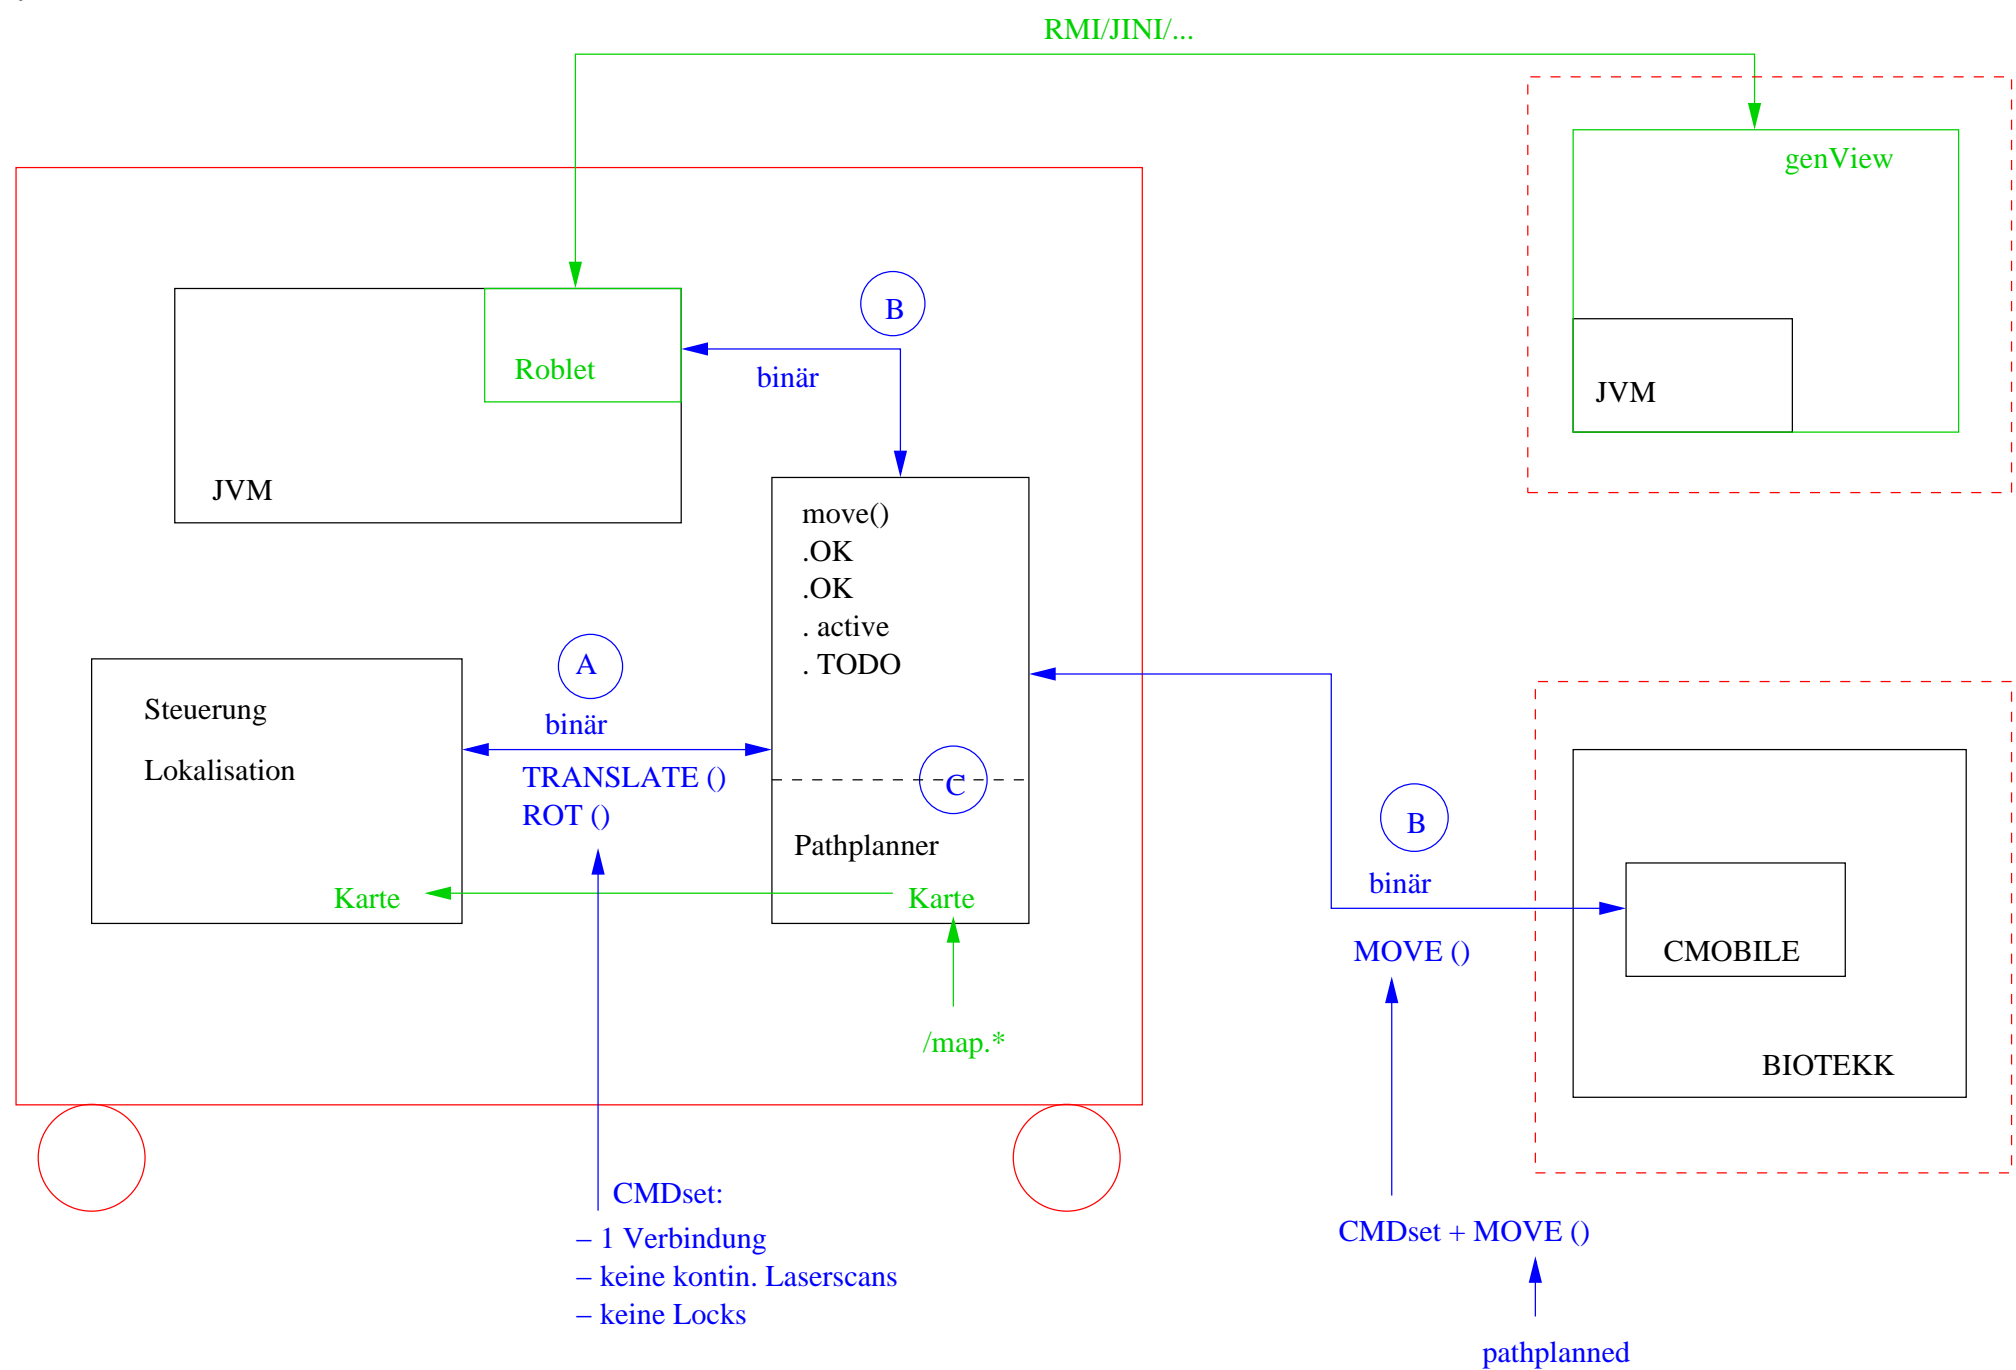 RMI/JINI/...
genView
JVM
B
binär
Roblet
JVM
move()
.OK
.OK
. active
. TODO
A
binär
TRANSLATE ()
ROT ()
Steuerung
Lokalisation
Karte
C
Pathplanner
Karte
/map.*
B
binär
MOVE ()
CMOBILE
BIOTEKK
CMDset:
– 1 Verbindung
– keine kontin. Laserscans
– keine Locks
CMDset + MOVE ()
pathplanned